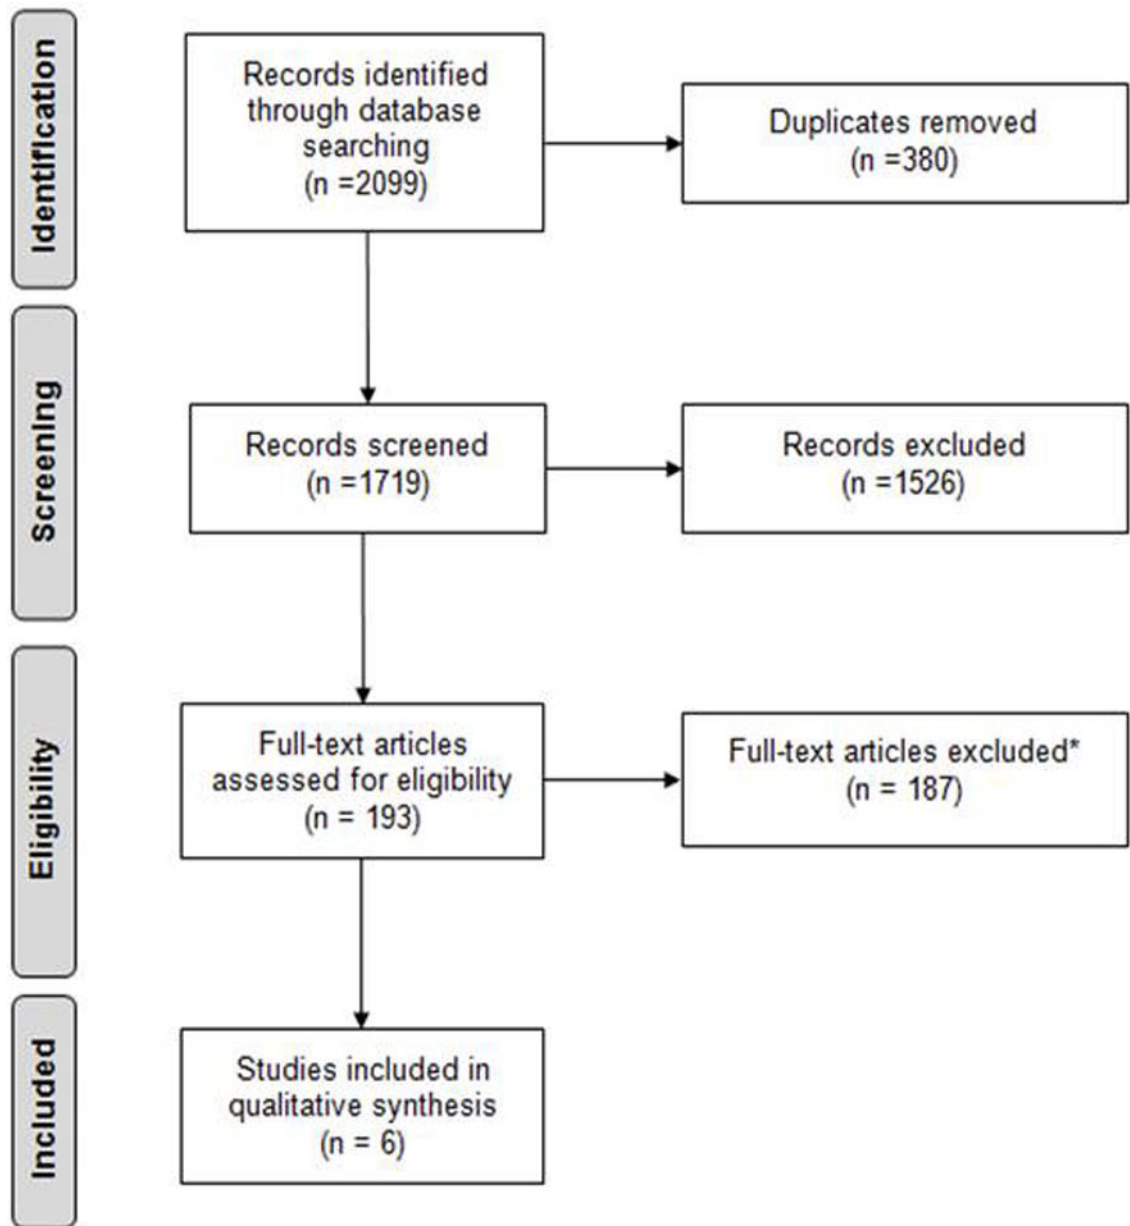 Identification
Records identified
through database
searching
(n =2099)
Duplicates removed
(n =380)
Screening
Records screened
(n =1719)
Records excluded
(n =1526)
Eligibility
Full-text articles
assessed for eligibility
(n = 193)
Full-text articles excluded*
(n = 187)
Included
Studies included in
qualitative synthesis
(n = 6)